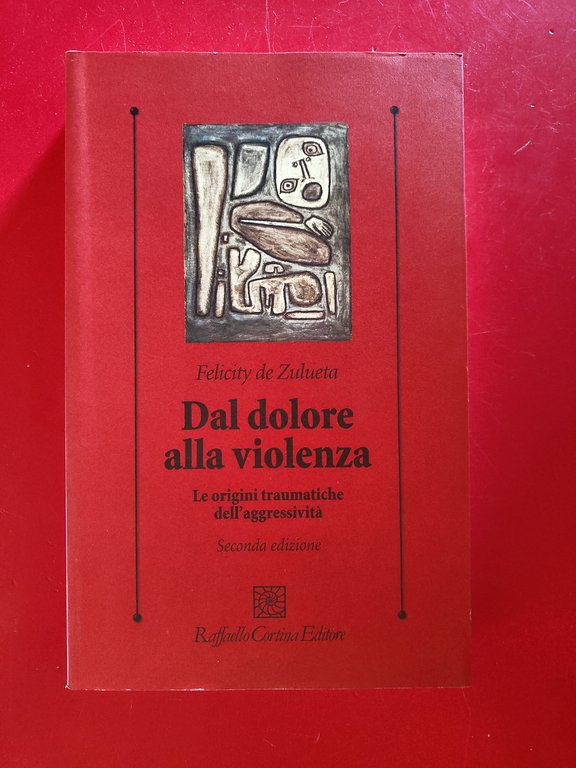 Felicity de Zulueta
Dal dolore
alla violenza
Le origini traumatiche
dell'aggressività
Seconda edizione
Raffaello Cortina Editore